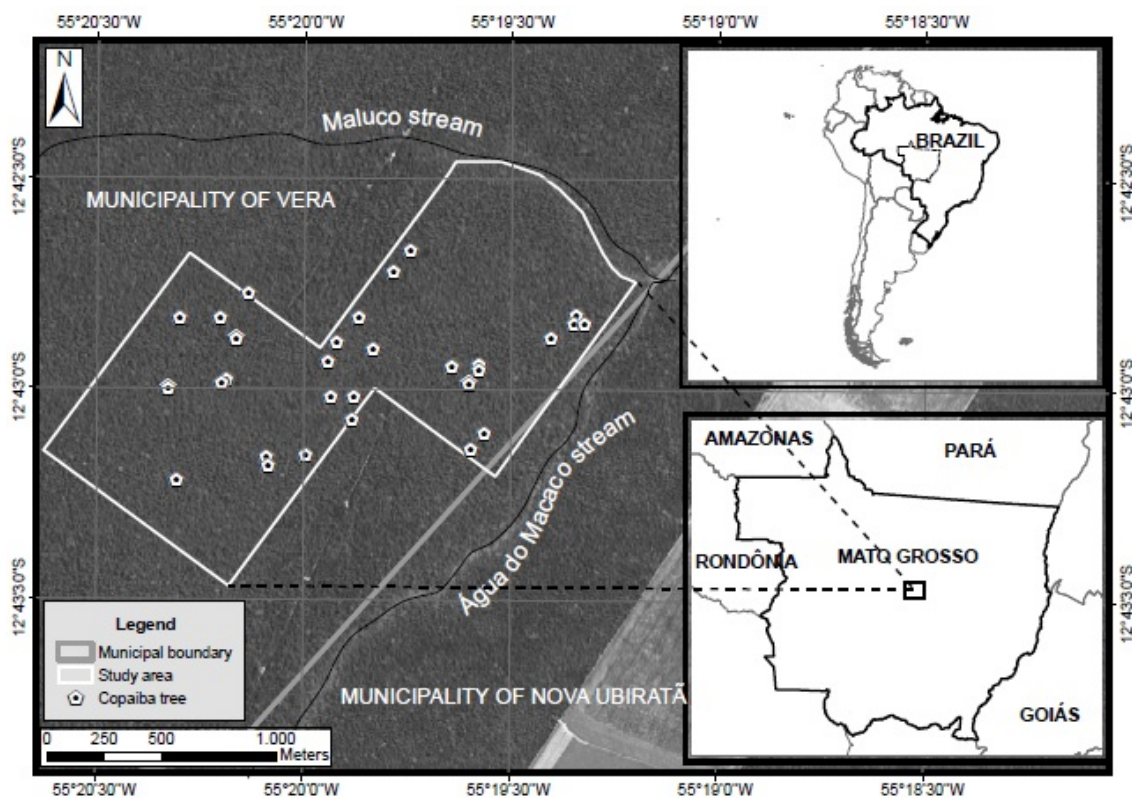 55°20'30"W 55°20'0"W 55°19'30"W 55°19'0"W 55°18'30"W
N
Maluco stream
BRAZIL
12°42'30"S
12°42'30"S
MUNICIPALITY OF VERA
12°43'0"S
12°43'0"S
AMAZONAS
PARÁ
Água do Macaco stream
RONDÔNIA
MATO GROSSO
12°43'30"S
12°43'30"S
Legend
Municipal boundary
Study area
Copaiba tree
MUNICIPALITY OF NOVA UBIRATÃ
GOIÁS
0 250 500 1.000
Meters
55°20'30"W 55°20'0"W 55°19'30"W 55°19'0"W 55°18'30"W